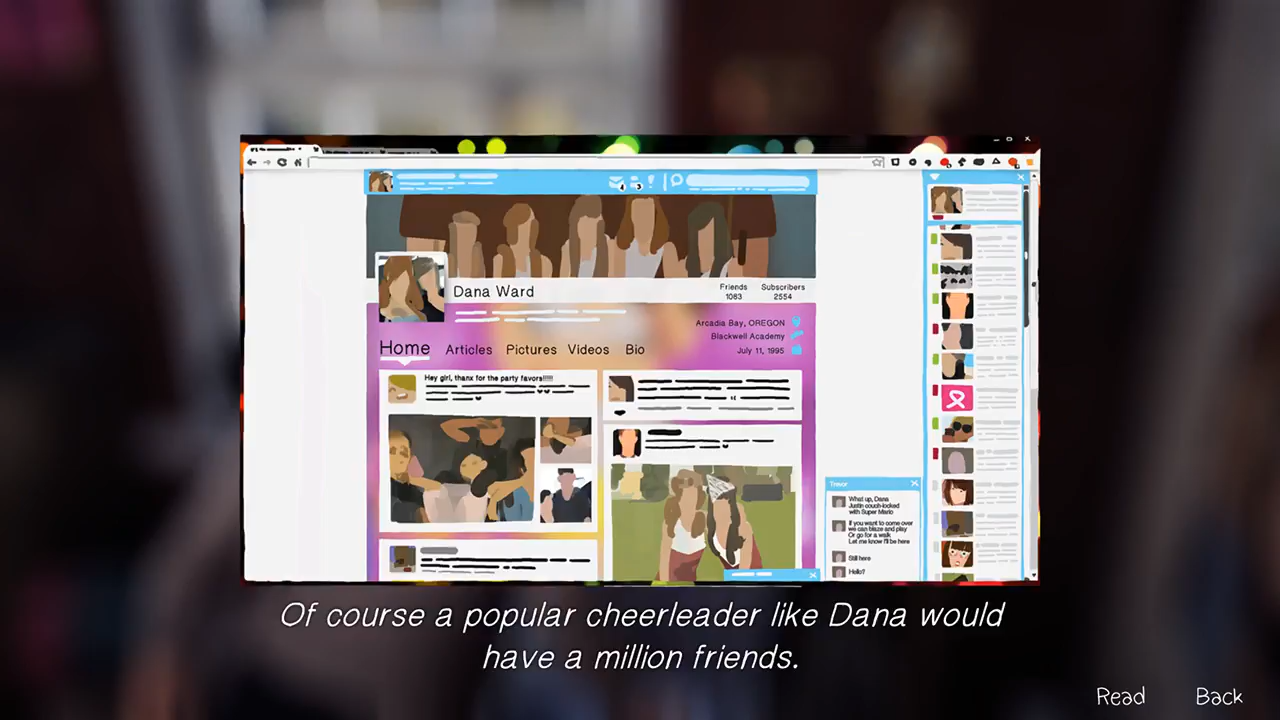 Dana Ward
Friends
1083
Subscribers
2554
Arcadia Bay, OREGON
Blackwell Academy
July 11, 1995
Home
Articles
Pictures
Videos
Bio
Hey girl, thanx for the party favors!!!!!
Trevor
What up, Dana
Justin couch-locked
with Super Mario
If you want to come over
we can blaze and play
Or go for a walk
Let me know I'll be here
Still here
Hello?
Of course a popular cheerleader like Dana would
have a million friends.
Read
Back